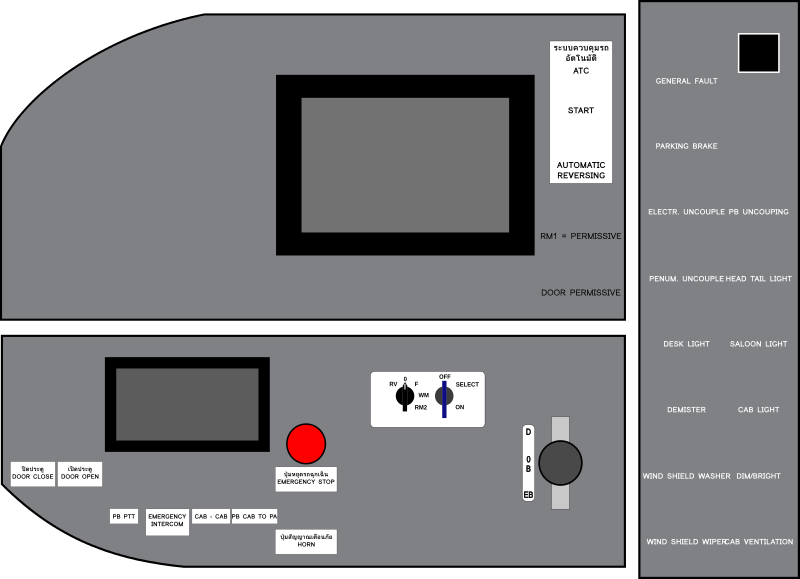 ระบบควบคุมรถ
อัตโนมัติ
ATC
START
AUTOMATIC
REVERSING
RM1 = PERMISSIVE
DOOR PERMISSIVE
GENERAL FAULT
PARKING BRAKE
ELECTR. UNCOUPLE PB UNCOUPING
PENUM. UNCOUPLE HEAD TAIL LIGHT
DESK LIGHT SALOON LIGHT
DEMISTER CAB LIGHT
WIND SHIELD WASHER DIM/BRIGHT
WIND SHIELD WIPER CAB VENTILATION
0
RV F
WM
RM2
OFF
SELECT
ON
D
0
B
EB
ปิดประตู
DOOR CLOSE
เปิดประตู
DOOR OPEN
ปุ่มหยุดรถฉุกเฉิน
EMERGENCY STOP
PB PTT
EMERGENCY
INTERCOM
CAB - CAB
PB CAB TO PA
ปุ่มสัญญาณเตือนภัย
HORN